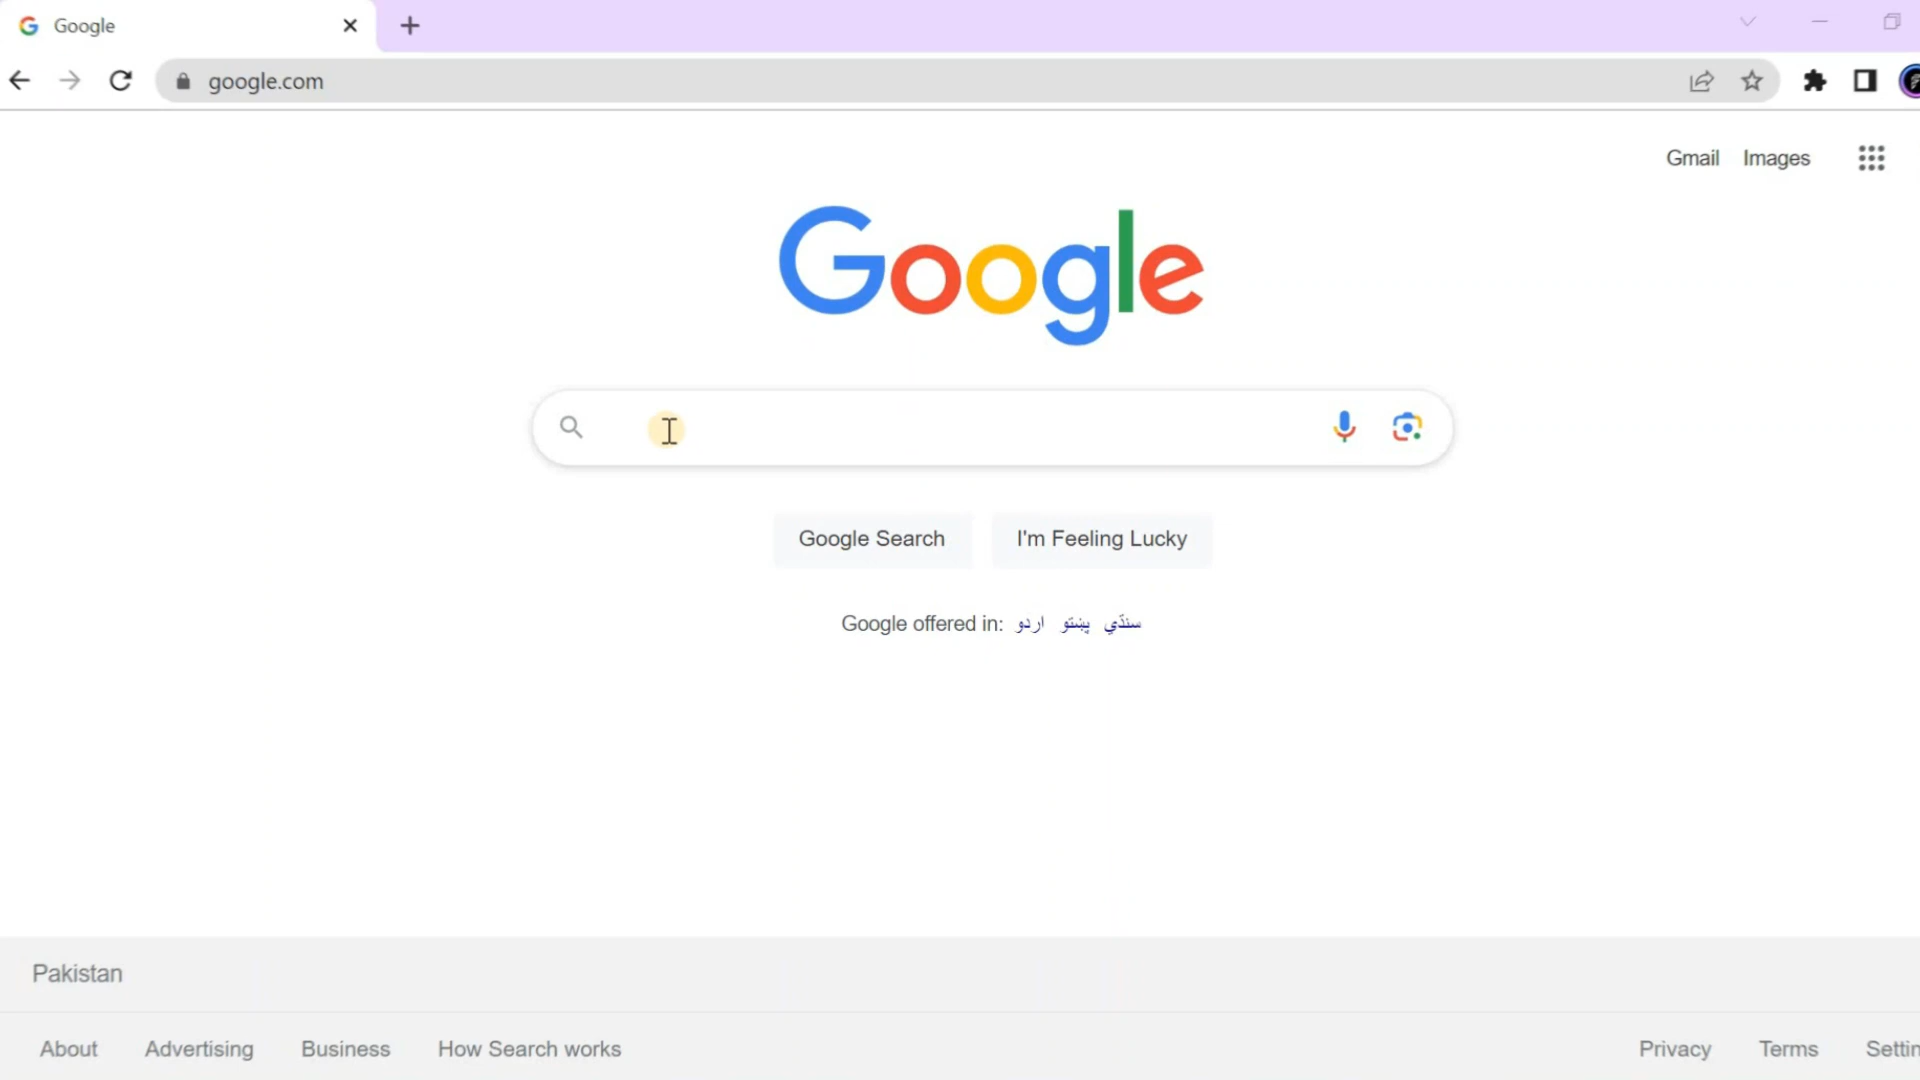 Google
google.com
Gmail Images
Google
Google Search I'm Feeling Lucky
Google offered in: اردو پښتو سنڌي
Pakistan
About Advertising Business How Search works Privacy Terms Settin